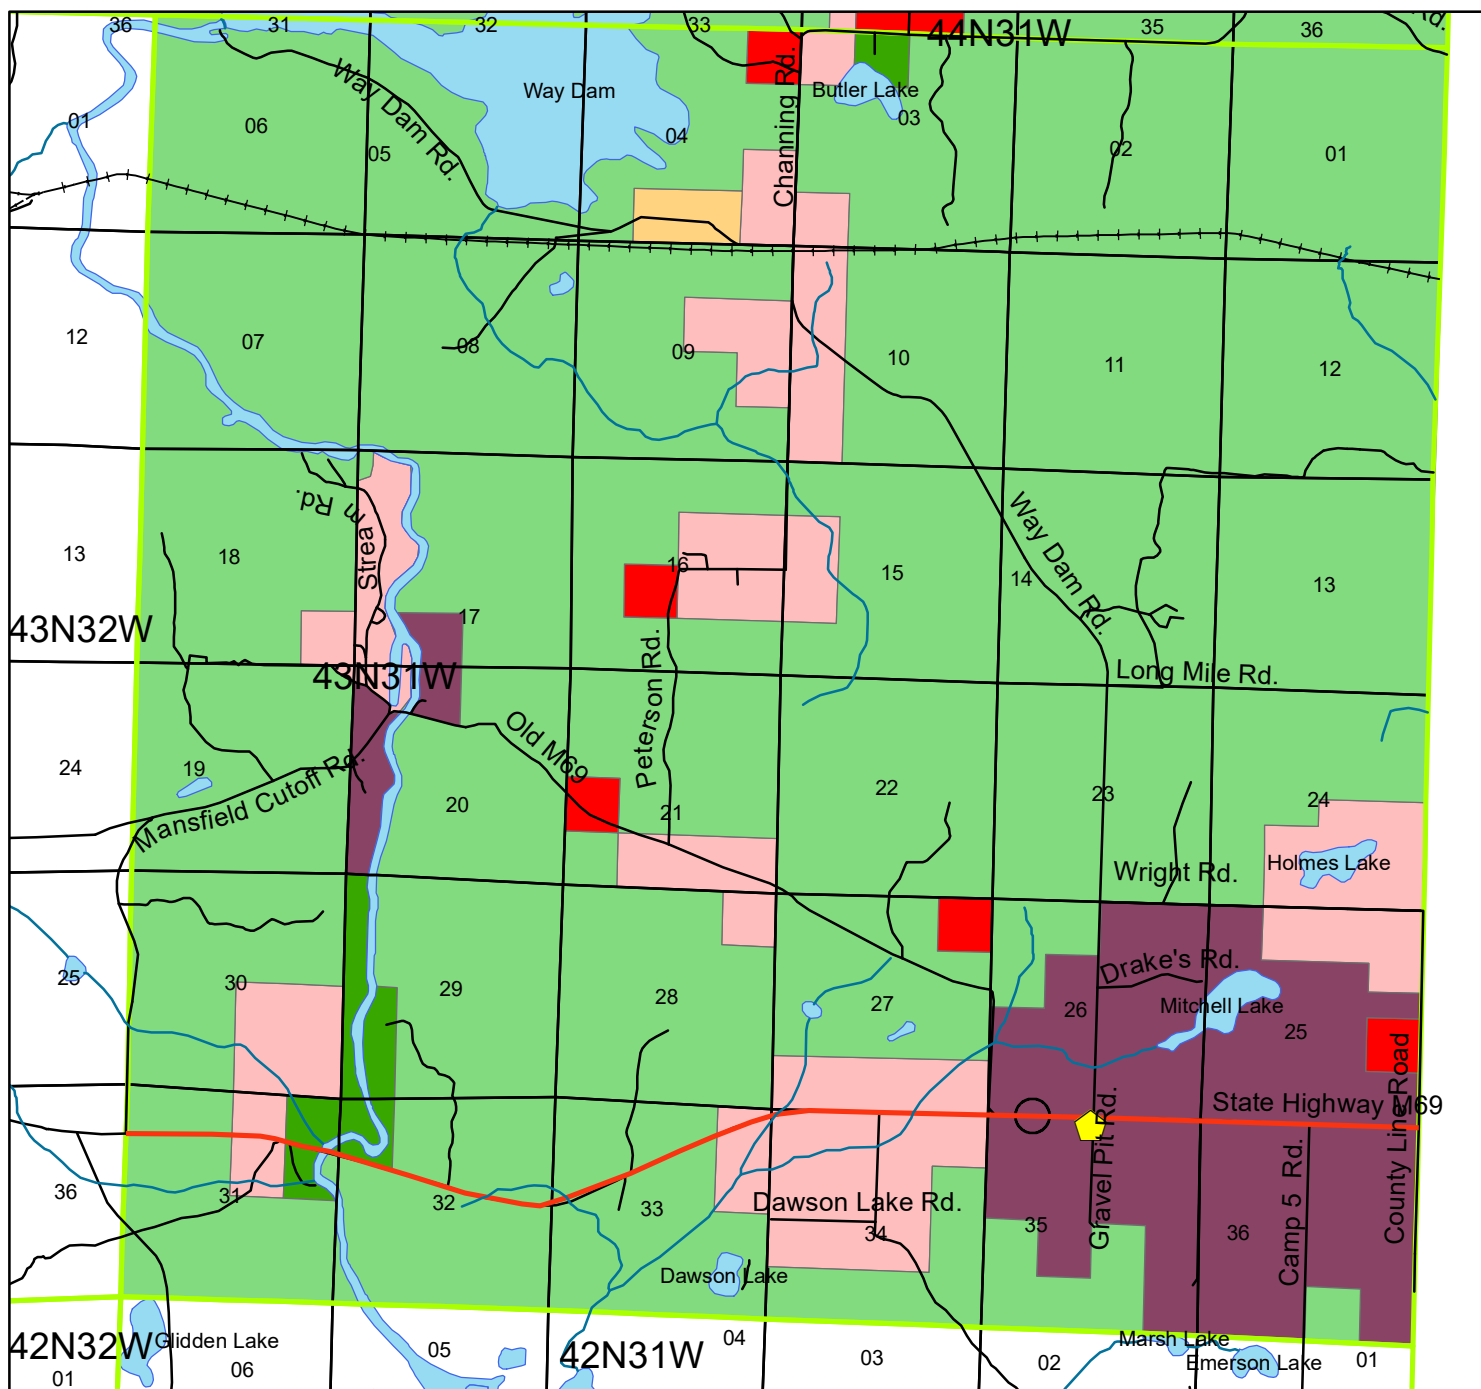 36
31
32
33
44N31W
35
36
Rd.
Way Dam
Butler Lake
Way Dam Rd.
Channing Rd.
01
06
05
04
03
02
01
12
07
08
09
10
11
12
Strea
m Rd.
13
18
17
16
15
14
13
Way Dam Rd.
43N32W
43N31W
Peterson Rd.
Long Mile Rd.
Old M69
Mansfield Cutoff Rd.
24
19
20
21
22
23
24
Holmes Lake
Wright Rd.
Drake's Rd.
Mitchell Lake
25
30
29
28
27
26
25
State Highway M69
County Line Road
Gravel Pit Rd.
Camp 5 Rd.
Dawson Lake Rd.
36
31
32
33
34
35
36
Dawson Lake
42N32W
Glidden Lake
42N31W
Marsh Lake
Emerson Lake
01
06
05
04
03
02
01